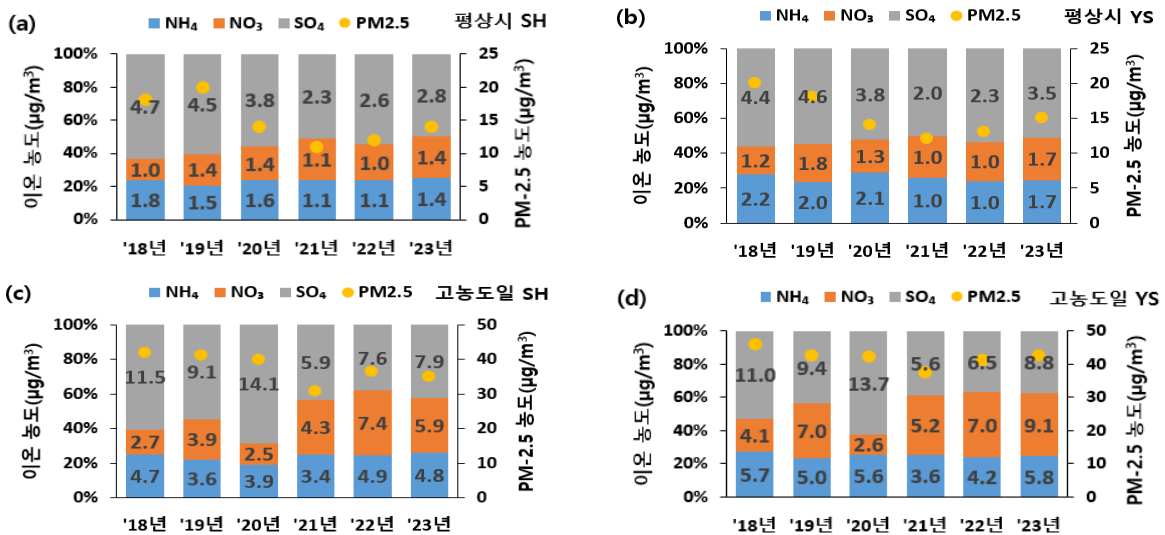 (a)
NH₄ NO₃ SO₄ PM2.5
평상시 SH
이온 농도(µg/m³)
100%
80%
60%
40%
20%
0%
4.7 4.5 3.8 2.3 2.6 2.8
1.0 1.4 1.4 1.1 1.0 1.4
1.8 1.5 1.6 1.1 1.1 1.4
25
20
15
10
5
0
PM-2.5 농도(µg/m³)
'18년 '19년 '20년 '21년 '22년 '23년
(b)
NH₄ NO₃ SO₄ PM2.5
평상시 YS
이온 농도(µg/m³)
100%
80%
60%
40%
20%
0%
4.4 4.6 3.8 2.0 2.3 3.5
1.2 1.8 1.3 1.0 1.0 1.7
2.2 2.0 2.1 1.0 1.0 1.7
25
20
15
10
5
0
PM-2.5 농도(µg/m³)
'18년 '19년 '20년 '21년 '22년 '23년
(c)
NH₄ NO₃ SO₄ PM2.5
고농도일 SH
이온 농도(µg/m³)
100%
80%
60%
40%
20%
0%
11.5 9.1 14.1 5.9 7.6 7.9
2.7 3.9 2.5 4.3 7.4 5.9
4.7 3.6 3.9 3.4 4.9 4.8
50
40
30
20
10
0
PM-2.5 농도(µg/m³)
'18년 '19년 '20년 '21년 '22년 '23년
(d)
NH₄ NO₃ SO₄ PM2.5
고농도일 YS
이온 농도(µg/m³)
100%
80%
60%
40%
20%
0%
11.0 9.4 13.7 5.6 6.5 8.8
4.1 7.0 2.6 5.2 7.0 9.1
5.7 5.0 5.6 3.6 4.2 5.8
50
40
30
20
10
0
PM-2.5 농도(µg/m³)
'18년 '19년 '20년 '21년 '22년 '23년